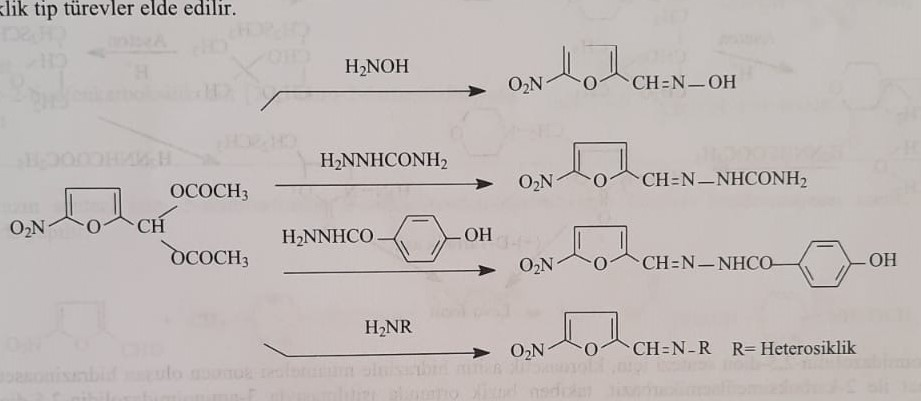 klik tip türevler elde edilir.
H₂NOH
O₂N O CH=N—OH
H₂NNHCONH₂
O₂N O CH=N—NHCONH₂
OCOCH₃
O₂N O CH
OCOCH₃
H₂NNHCO OH
O₂N O CH=N—NHCO OH
H₂NR
O₂N O CH=N-R R= Heterosiklik